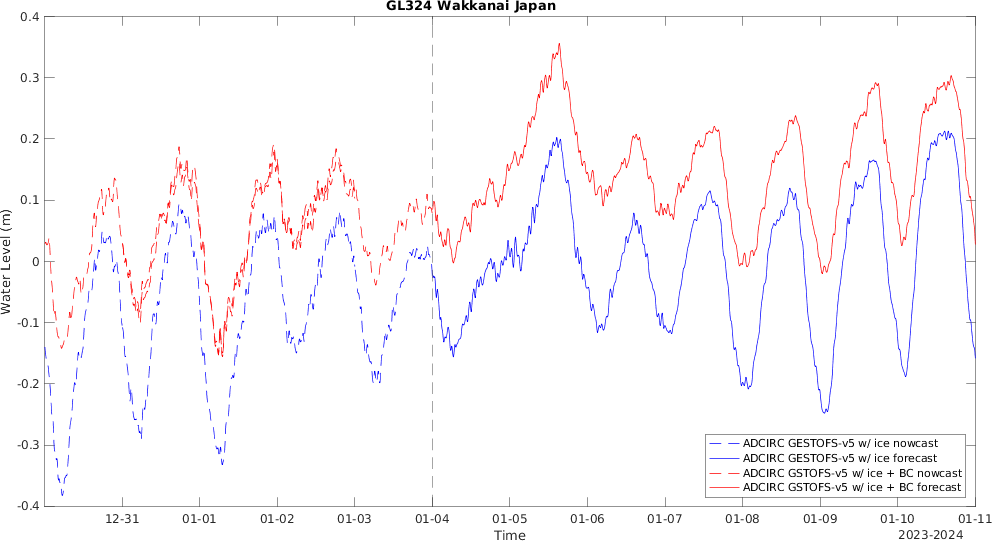 GL324 Wakkanai Japan
0.4
0.3
0.2
0.1
0
-0.1
-0.2
-0.3
-0.4
Water Level (m)
ADCIRC GESTOFS-v5 w/ ice nowcast
ADCIRC GESTOFS-v5 w/ ice forecast
ADCIRC GSTOFS-v5 w/ ice + BC nowcast
ADCIRC GSTOFS-v5 w/ ice + BC forecast
12-31 01-01 01-02 01-03 01-04 01-05 01-06 01-07 01-08 01-09 01-10 01-11
Time
2023-2024